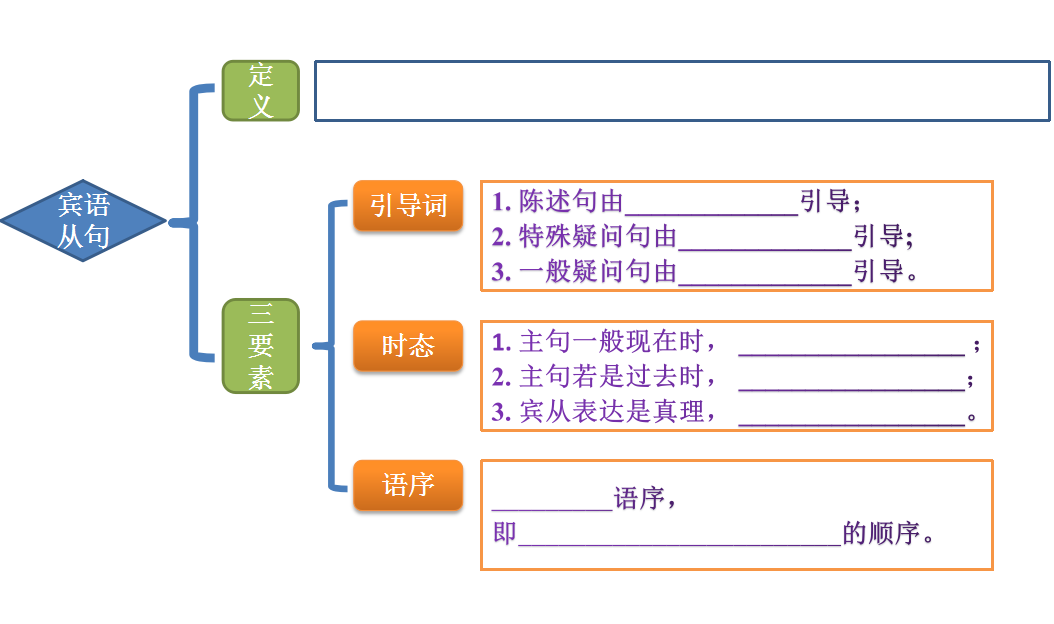 宾语
从句
定
义
三
要
素
引导词
1. 陈述句由_____________引导；
2. 特殊疑问句由_____________引导；
3. 一般疑问句由_____________引导。
时态
1. 主句一般现在时， _________________ ；
2. 主句若是过去时， _________________；
3. 宾从表达是真理， _________________。
语序
_________语序，
即________________________的顺序。